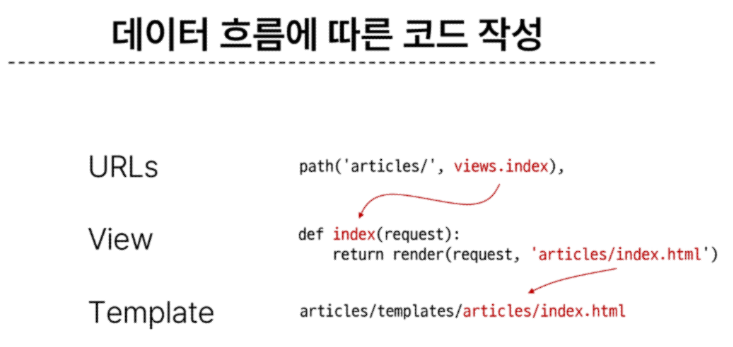 데이터 흐름에 따른 코드 작성
URLs
path('articles/', views.index),
View
def index(request):
return render(request, 'articles/index.html')
Template
articles/templates/articles/index.html